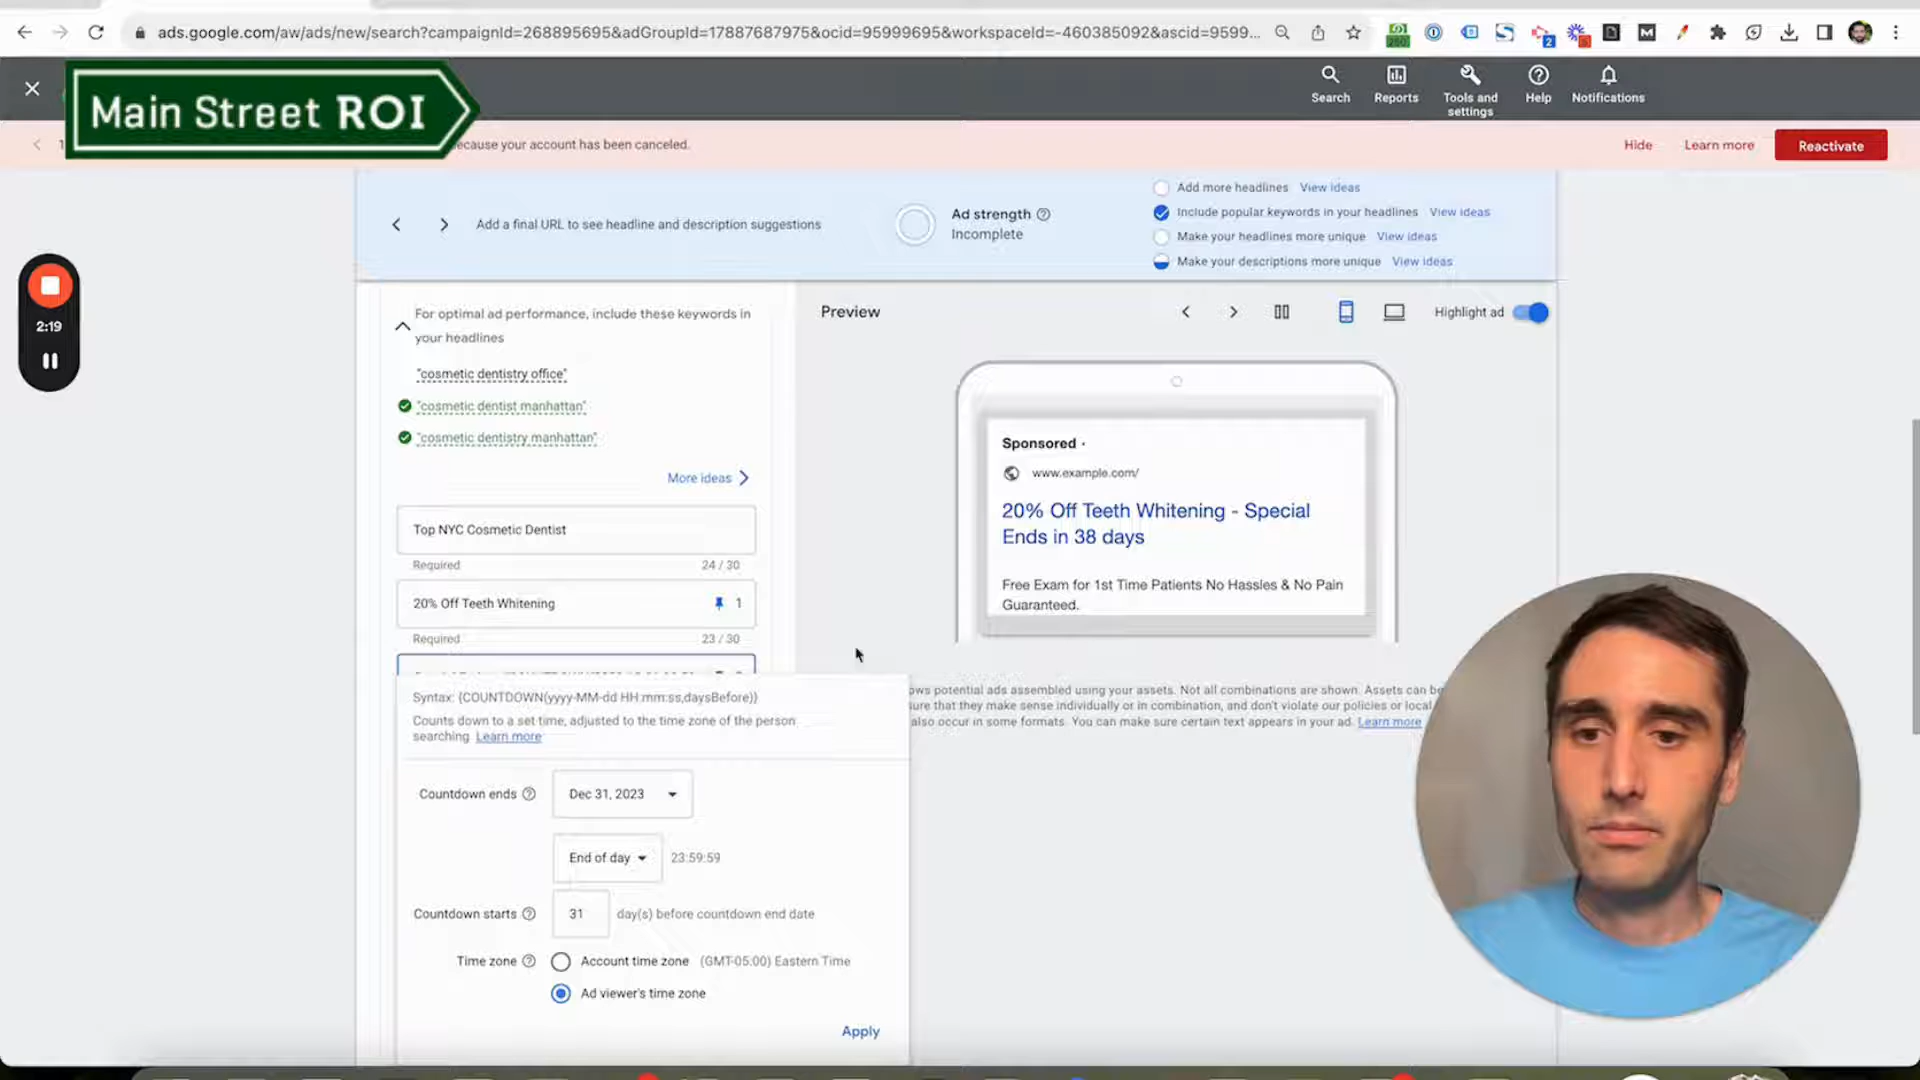 ads.google.com/aw/ads/new/search?campaignId=268895695&adGroupId=17887687975&ocid=95999695&workspaceId=-460385092&ascid=9599...
Main Street ROI
Search
Reports
Tools and settings
Help
Notifications
because your account has been canceled.
Hide
Learn more
Reactivate
Add a final URL to see headline and description suggestions
Ad strength
Incomplete
Add more headlines View ideas
Include popular keywords in your headlines View ideas
Make your headlines more unique View ideas
Make your descriptions more unique View ideas
2:19
For optimal ad performance, include these keywords in
your headlines
"cosmetic dentistry office"
"cosmetic dentist manhattan"
"cosmetic dentistry manhattan"
More ideas
Top NYC Cosmetic Dentist
Required 24 / 30
20% Off Teeth Whitening 1
Required 23 / 30
Syntax: {COUNTDOWN(yyyy-MM-dd HH:mm:ss,daysBefore)}
Counts down to a set time, adjusted to the time zone of the person
searching. Learn more
Countdown ends Dec 31, 2023
End of day 23:59:59
Countdown starts 31 day(s) before countdown end date
Time zone Account time zone (GMT-05:00) Eastern Time
Ad viewer's time zone
Apply
Preview
Highlight ad
Sponsored ·
www.example.com/
20% Off Teeth Whitening - Special
Ends in 38 days
Free Exam for 1st Time Patients No Hassles & No Pain
Guaranteed.
ows potential ads assembled using your assets. Not all combinations are shown. Assets can be
ure that they make sense individually or in combination, and don't violate our policies or local
also occur in some formats. You can make sure certain text appears in your ad. Learn more